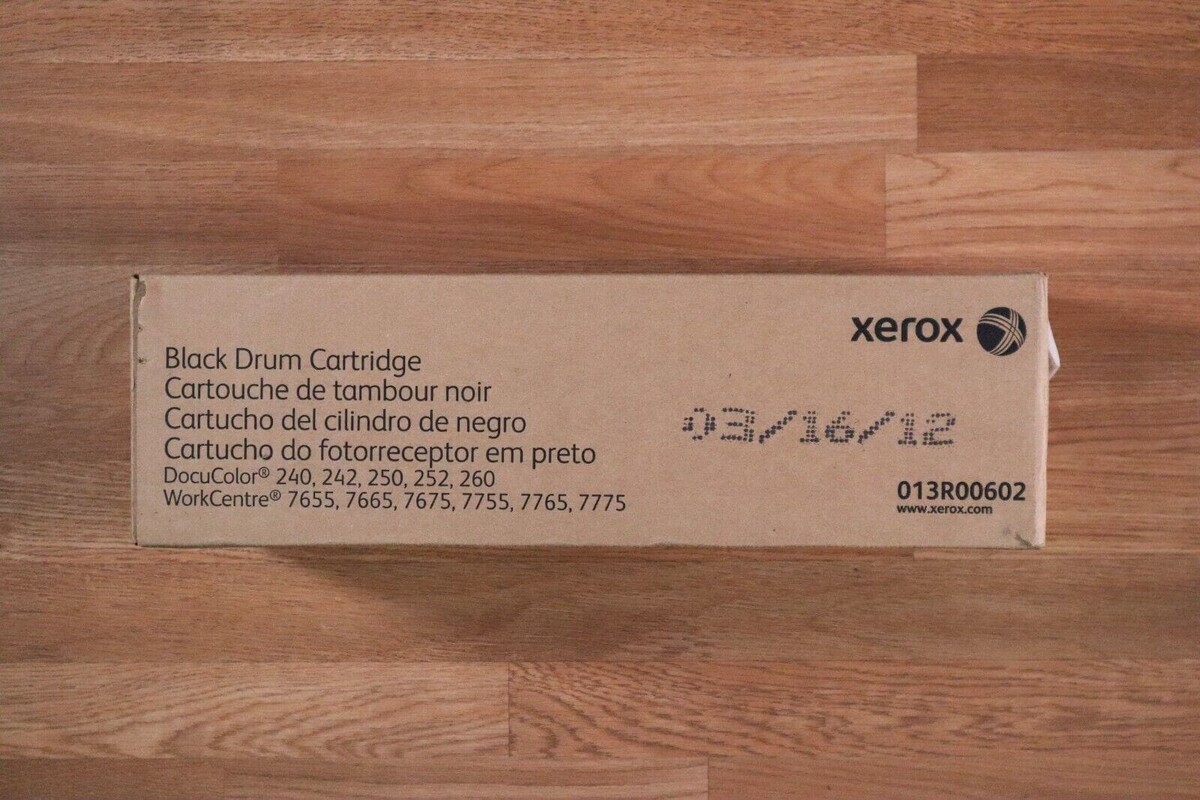 xerox
Black Drum Cartridge
Cartouche de tambour noir
Cartucho del cilindro de negro
Cartucho do fotorreceptor em preto
DocuColor® 240, 242, 250, 252, 260
WorkCentre® 7655, 7665, 7675, 7755, 7765, 7775
03/16/12
013R00602
www.xerox.com